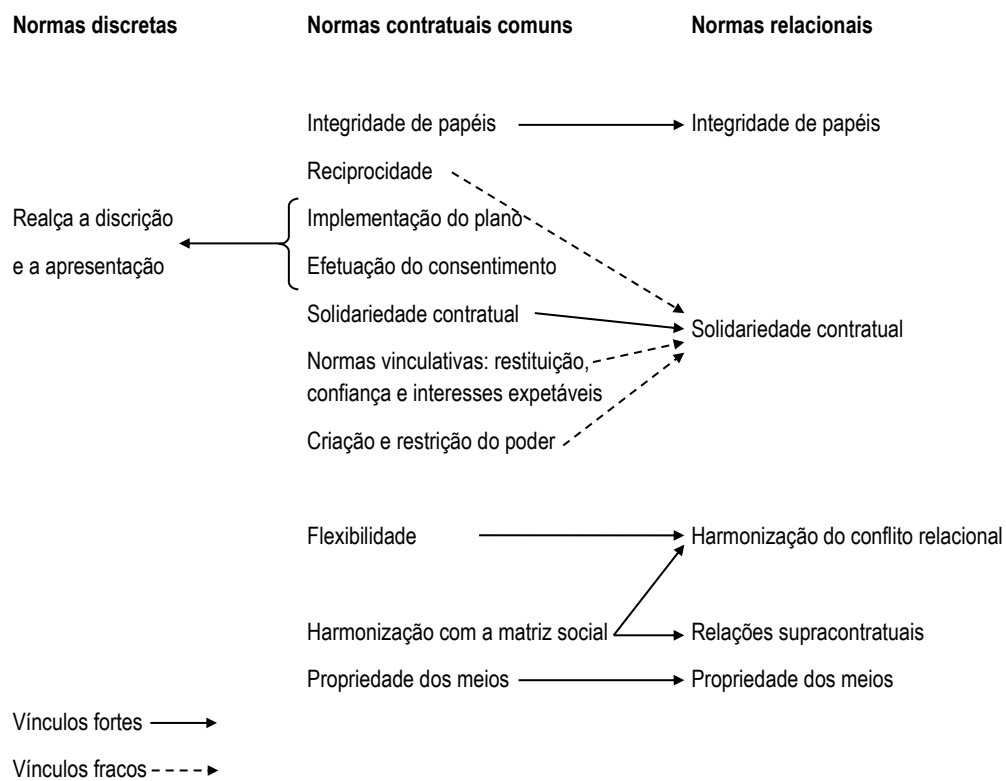 Normas discretas
Normas contratuais comuns
Normas relacionais
Integridade de papéis
Integridade de papéis
Reciprocidade
Realça a discrição
e a apresentação
Implementação do plano
Efetuação do consentimento
Solidariedade contratual
Solidariedade contratual
Normas vinculativas: restituição,
confiança e interesses expetáveis
Criação e restrição do poder
Flexibilidade
Harmonização do conflito relacional
Harmonização com a matriz social
Relações supracontratuais
Propriedade dos meios
Propriedade dos meios
Vínculos fortes
Vínculos fracos